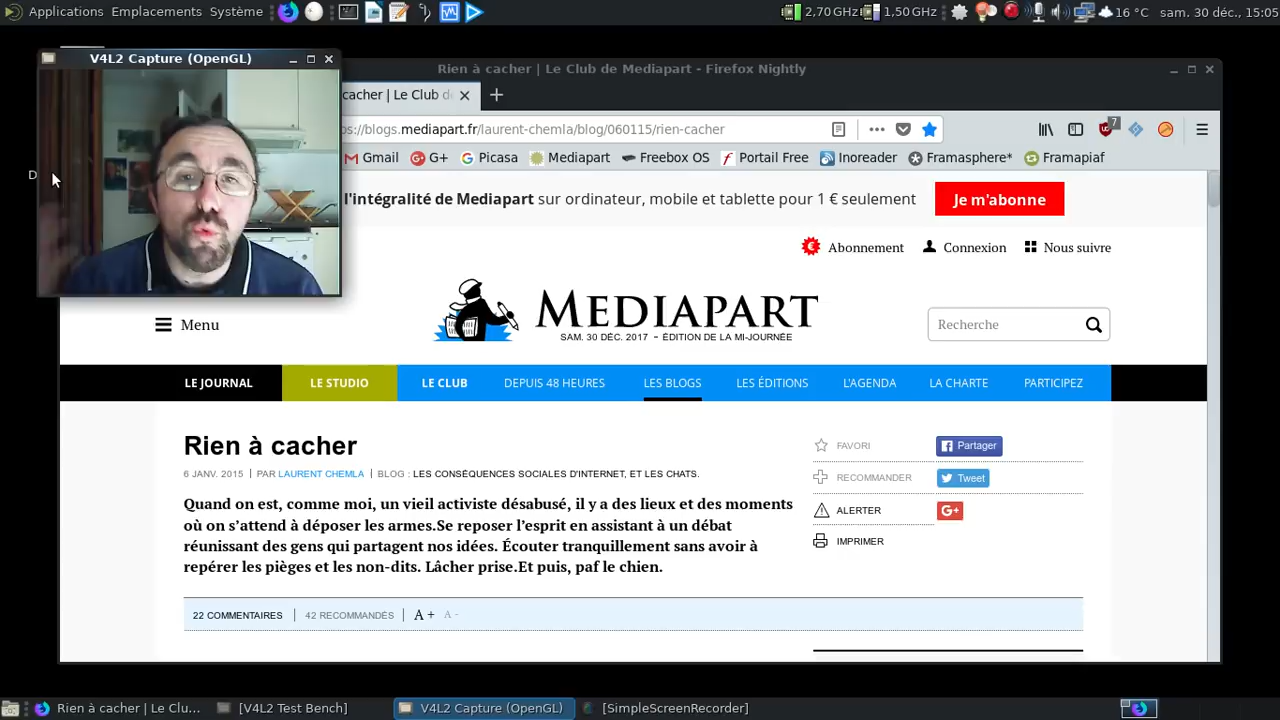 Applications Emplacements Système
2,70 GHz 1,50 GHz 16 °C sam. 30 déc., 15:05
V4L2 Capture (OpenGL)
Rien à cacher | Le Club de Mediapart - Firefox Nightly
cacher | Le Club de
ps://blogs.mediapart.fr/laurent-chemla/blog/060115/rien-cacher
7
Gmail G+ Picasa Mediapart Freebox OS Portail Free Inoreader Framasphere* Framapiaf
D
l'intégralité de Mediapart sur ordinateur, mobile et tablette pour 1 € seulement Je m'abonne
Abonnement Connexion Nous suivre
Menu
MEDIAPART
SAM. 30 DÉC. 2017 – ÉDITION DE LA MI-JOURNÉE
Recherche
LE JOURNAL LE STUDIO LE CLUB DEPUIS 48 HEURES LES BLOGS LES ÉDITIONS L'AGENDA LA CHARTE PARTICIPEZ
Rien à cacher
6 JANV. 2015 | PAR LAURENT CHEMLA | BLOG : LES CONSÉQUENCES SOCIALES D'INTERNET, ET LES CHATS.
Quand on est, comme moi, un vieil activiste désabusé, il y a des lieux et des moments
où on s’attend à déposer les armes.Se reposer l’esprit en assistant à un débat
réunissant des gens qui partagent nos idées. Écouter tranquillement sans avoir à
repérer les pièges et les non-dits. Lâcher prise.Et puis, paf le chien.
FAVORI Partager
RECOMMANDER Tweet
ALERTER G+
IMPRIMER
22 COMMENTAIRES | 42 RECOMMANDÉS | A + A -
Rien à cacher | Le Clu... [V4L2 Test Bench] V4L2 Capture (OpenGL) [SimpleScreenRecorder]